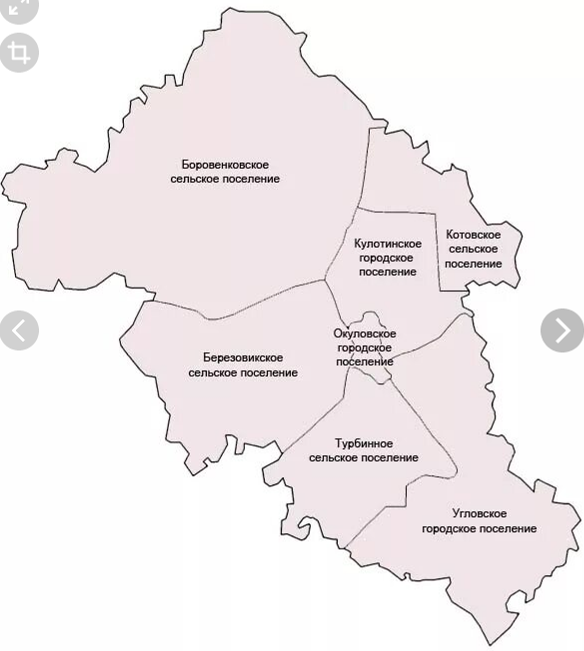 Боровенковское
сельское поселение
Котовское
сельское
поселение
Кулотинское
городское
поселение
Окуловское
городское
поселение
Березовикское
сельское поселение
Турбинное
сельское поселение
Угловское
городское поселение